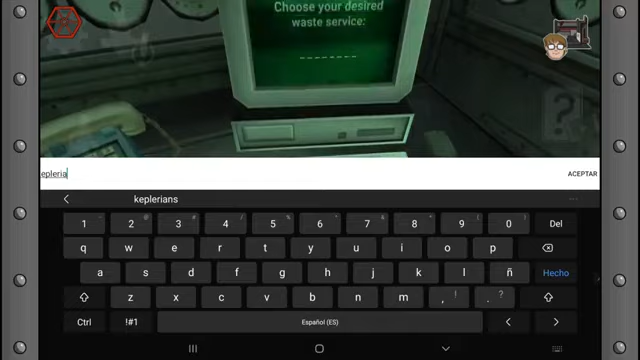 Choose your desired
waste service:
epleria
ACEPTAR
keplerians
1 2 3 4 5 6 7 8 9 0 Del
q w e r t y u i o p
a s d f g h j k l ñ Hecho
z x c v b n m , ! . ?
Ctrl !#1 Español (ES)